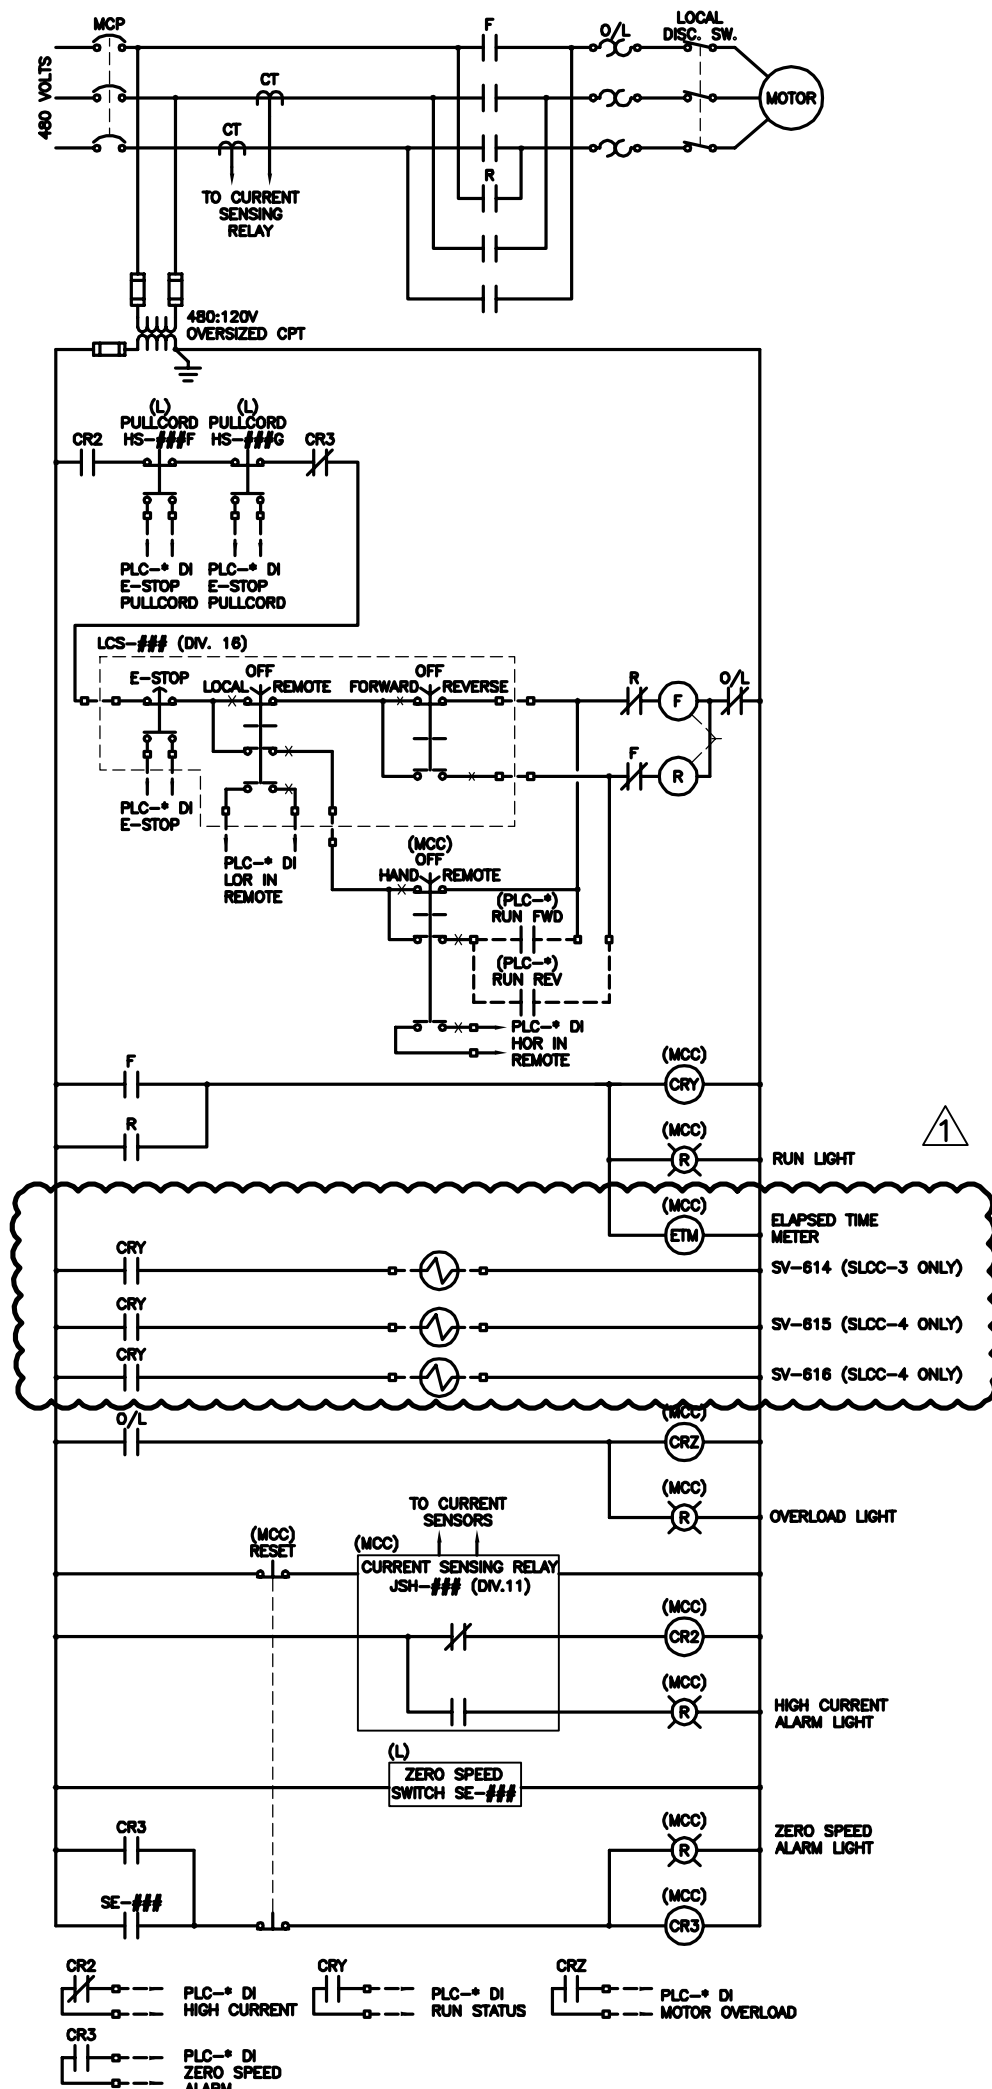 MCP
F
O/L
LOCAL
DISC. SW.
480 VOLTS
CT
MOTOR
CT
R
TO CURRENT
SENSING
RELAY
480:120V
OVERSIZED CPT
(L)
PULLCORD
HS-###F
(L)
PULLCORD
HS-###G
CR2
CR3
PLC-* DI
E-STOP
PULLCORD
PLC-* DI
E-STOP
PULLCORD
LCS-### (DIV. 16)
E-STOP
OFF
LOCAL
REMOTE
OFF
FORWARD
REVERSE
R
F
O/L
F
R
PLC-* DI
E-STOP
PLC-* DI
LOR IN
REMOTE
(MCC)
OFF
HAND
REMOTE
(PLC-*)
RUN FWD
(PLC-*)
RUN REV
PLC-* DI
HOR IN
REMOTE
F
(MCC)
CRY
R
(MCC)
R
RUN LIGHT
1
(MCC)
ETM
ELAPSED TIME
METER
CRY
SV-614 (SLCC-3 ONLY)
CRY
SV-615 (SLCC-4 ONLY)
CRY
SV-616 (SLCC-4 ONLY)
O/L
(MCC)
CRZ
(MCC)
R
OVERLOAD LIGHT
TO CURRENT
SENSORS
(MCC)
RESET
(MCC)
CURRENT SENSING RELAY
JSH-### (DIV.11)
(MCC)
CR2
(MCC)
R
HIGH CURRENT
ALARM LIGHT
(L)
ZERO SPEED
SWITCH SE-###
CR3
(MCC)
R
ZERO SPEED
ALARM LIGHT
SE-###
(MCC)
CR3
CR2
PLC-* DI
HIGH CURRENT
CRY
PLC-* DI
RUN STATUS
CRZ
PLC-* DI
MOTOR OVERLOAD
CR3
PLC-* DI
ZERO SPEED
ALARM